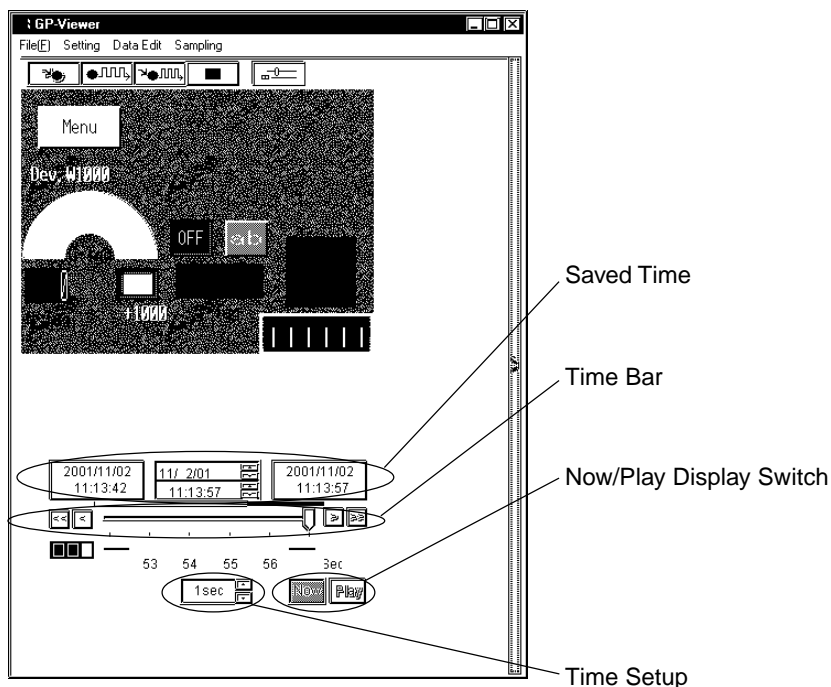 GP-Viewer
File(F) Setting Data Edit Sampling
Menu
Dev, W1000
OFF ab
0
+1000
Saved Time
Time Bar
Now/Play Display Switch
2001/11/02 11/ 2/01 2001/11/02
11:13:42 11:13:57 11:13:57
<< < > >>
53 54 55 56 Sec
1sec Now Play
Time Setup